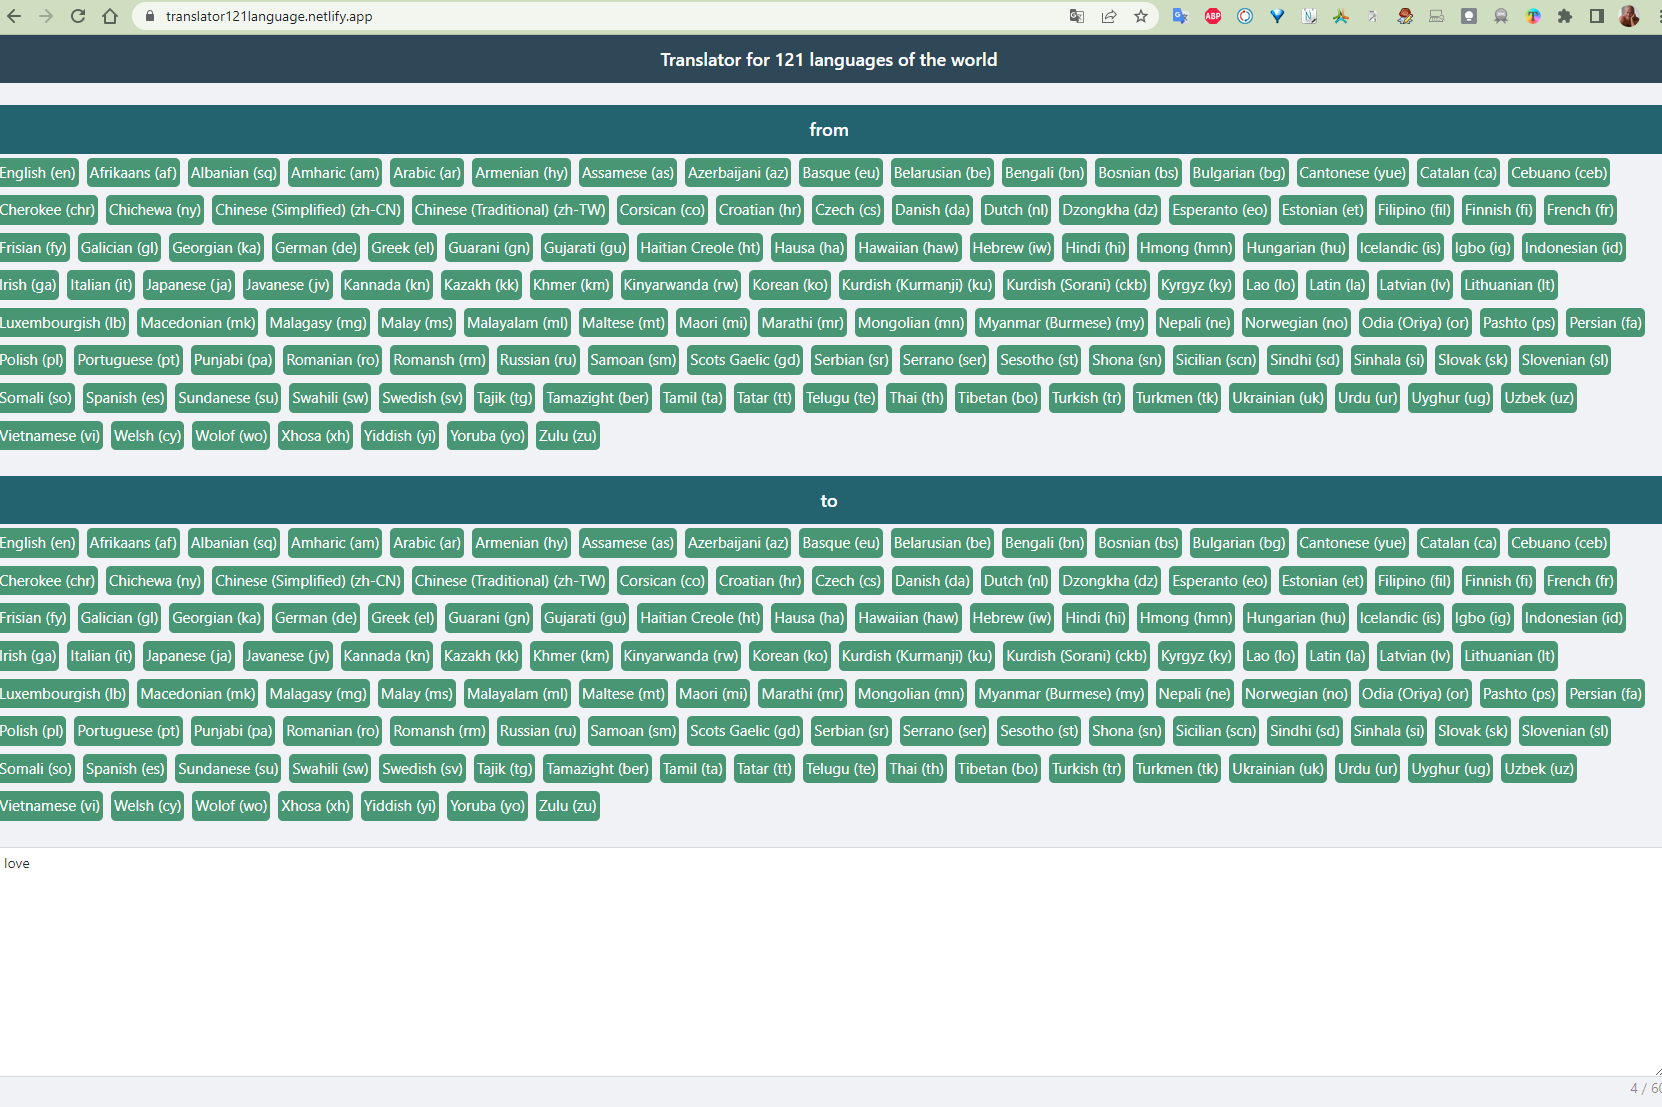 translator121language.netlify.app
ABP
Translator for 121 languages of the world
from
English (en) Afrikaans (af) Albanian (sq) Amharic (am) Arabic (ar) Armenian (hy) Assamese (as) Azerbaijani (az) Basque (eu) Belarusian (be) Bengali (bn) Bosnian (bs) Bulgarian (bg) Cantonese (yue) Catalan (ca) Cebuano (ceb)
Cherokee (chr) Chichewa (ny) Chinese (Simplified) (zh-CN) Chinese (Traditional) (zh-TW) Corsican (co) Croatian (hr) Czech (cs) Danish (da) Dutch (nl) Dzongkha (dz) Esperanto (eo) Estonian (et) Filipino (fil) Finnish (fi) French (fr)
Frisian (fy) Galician (gl) Georgian (ka) German (de) Greek (el) Guarani (gn) Gujarati (gu) Haitian Creole (ht) Hausa (ha) Hawaiian (haw) Hebrew (iw) Hindi (hi) Hmong (hmn) Hungarian (hu) Icelandic (is) Igbo (ig) Indonesian (id)
Irish (ga) Italian (it) Japanese (ja) Javanese (jv) Kannada (kn) Kazakh (kk) Khmer (km) Kinyarwanda (rw) Korean (ko) Kurdish (Kurmanji) (ku) Kurdish (Sorani) (ckb) Kyrgyz (ky) Lao (lo) Latin (la) Latvian (lv) Lithuanian (lt)
Luxembourgish (lb) Macedonian (mk) Malagasy (mg) Malay (ms) Malayalam (ml) Maltese (mt) Maori (mi) Marathi (mr) Mongolian (mn) Myanmar (Burmese) (my) Nepali (ne) Norwegian (no) Odia (Oriya) (or) Pashto (ps) Persian (fa)
Polish (pl) Portuguese (pt) Punjabi (pa) Romanian (ro) Romansh (rm) Russian (ru) Samoan (sm) Scots Gaelic (gd) Serbian (sr) Serrano (ser) Sesotho (st) Shona (sn) Sicilian (scn) Sindhi (sd) Sinhala (si) Slovak (sk) Slovenian (sl)
Somali (so) Spanish (es) Sundanese (su) Swahili (sw) Swedish (sv) Tajik (tg) Tamazight (ber) Tamil (ta) Tatar (tt) Telugu (te) Thai (th) Tibetan (bo) Turkish (tr) Turkmen (tk) Ukrainian (uk) Urdu (ur) Uyghur (ug) Uzbek (uz)
Vietnamese (vi) Welsh (cy) Wolof (wo) Xhosa (xh) Yiddish (yi) Yoruba (yo) Zulu (zu)
to
English (en) Afrikaans (af) Albanian (sq) Amharic (am) Arabic (ar) Armenian (hy) Assamese (as) Azerbaijani (az) Basque (eu) Belarusian (be) Bengali (bn) Bosnian (bs) Bulgarian (bg) Cantonese (yue) Catalan (ca) Cebuano (ceb)
Cherokee (chr) Chichewa (ny) Chinese (Simplified) (zh-CN) Chinese (Traditional) (zh-TW) Corsican (co) Croatian (hr) Czech (cs) Danish (da) Dutch (nl) Dzongkha (dz) Esperanto (eo) Estonian (et) Filipino (fil) Finnish (fi) French (fr)
Frisian (fy) Galician (gl) Georgian (ka) German (de) Greek (el) Guarani (gn) Gujarati (gu) Haitian Creole (ht) Hausa (ha) Hawaiian (haw) Hebrew (iw) Hindi (hi) Hmong (hmn) Hungarian (hu) Icelandic (is) Igbo (ig) Indonesian (id)
Irish (ga) Italian (it) Japanese (ja) Javanese (jv) Kannada (kn) Kazakh (kk) Khmer (km) Kinyarwanda (rw) Korean (ko) Kurdish (Kurmanji) (ku) Kurdish (Sorani) (ckb) Kyrgyz (ky) Lao (lo) Latin (la) Latvian (lv) Lithuanian (lt)
Luxembourgish (lb) Macedonian (mk) Malagasy (mg) Malay (ms) Malayalam (ml) Maltese (mt) Maori (mi) Marathi (mr) Mongolian (mn) Myanmar (Burmese) (my) Nepali (ne) Norwegian (no) Odia (Oriya) (or) Pashto (ps) Persian (fa)
Polish (pl) Portuguese (pt) Punjabi (pa) Romanian (ro) Romansh (rm) Russian (ru) Samoan (sm) Scots Gaelic (gd) Serbian (sr) Serrano (ser) Sesotho (st) Shona (sn) Sicilian (scn) Sindhi (sd) Sinhala (si) Slovak (sk) Slovenian (sl)
Somali (so) Spanish (es) Sundanese (su) Swahili (sw) Swedish (sv) Tajik (tg) Tamazight (ber) Tamil (ta) Tatar (tt) Telugu (te) Thai (th) Tibetan (bo) Turkish (tr) Turkmen (tk) Ukrainian (uk) Urdu (ur) Uyghur (ug) Uzbek (uz)
Vietnamese (vi) Welsh (cy) Wolof (wo) Xhosa (xh) Yiddish (yi) Yoruba (yo) Zulu (zu)
love
4 / 60